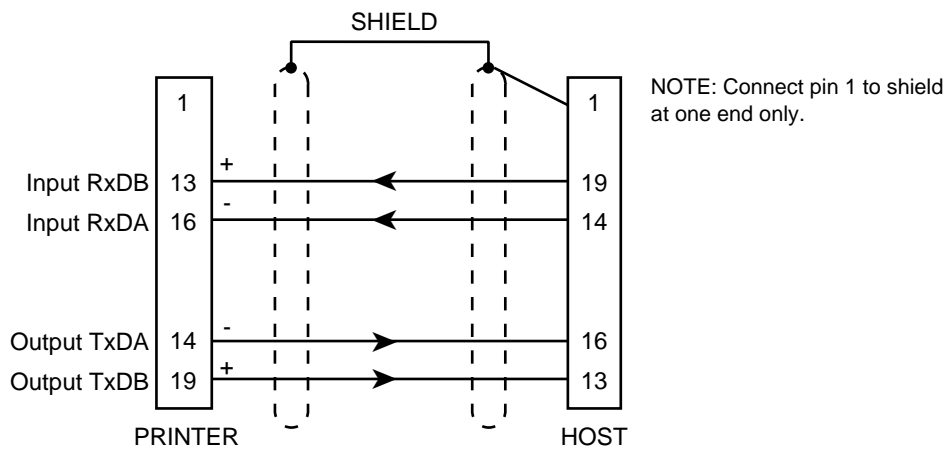 SHIELD
NOTE: Connect pin 1 to shield
at one end only.
1 1
Input RxDB 13 + 19
Input RxDA 16 - 14
Output TxDA 14 - 16
Output TxDB 19 + 13
PRINTER HOST